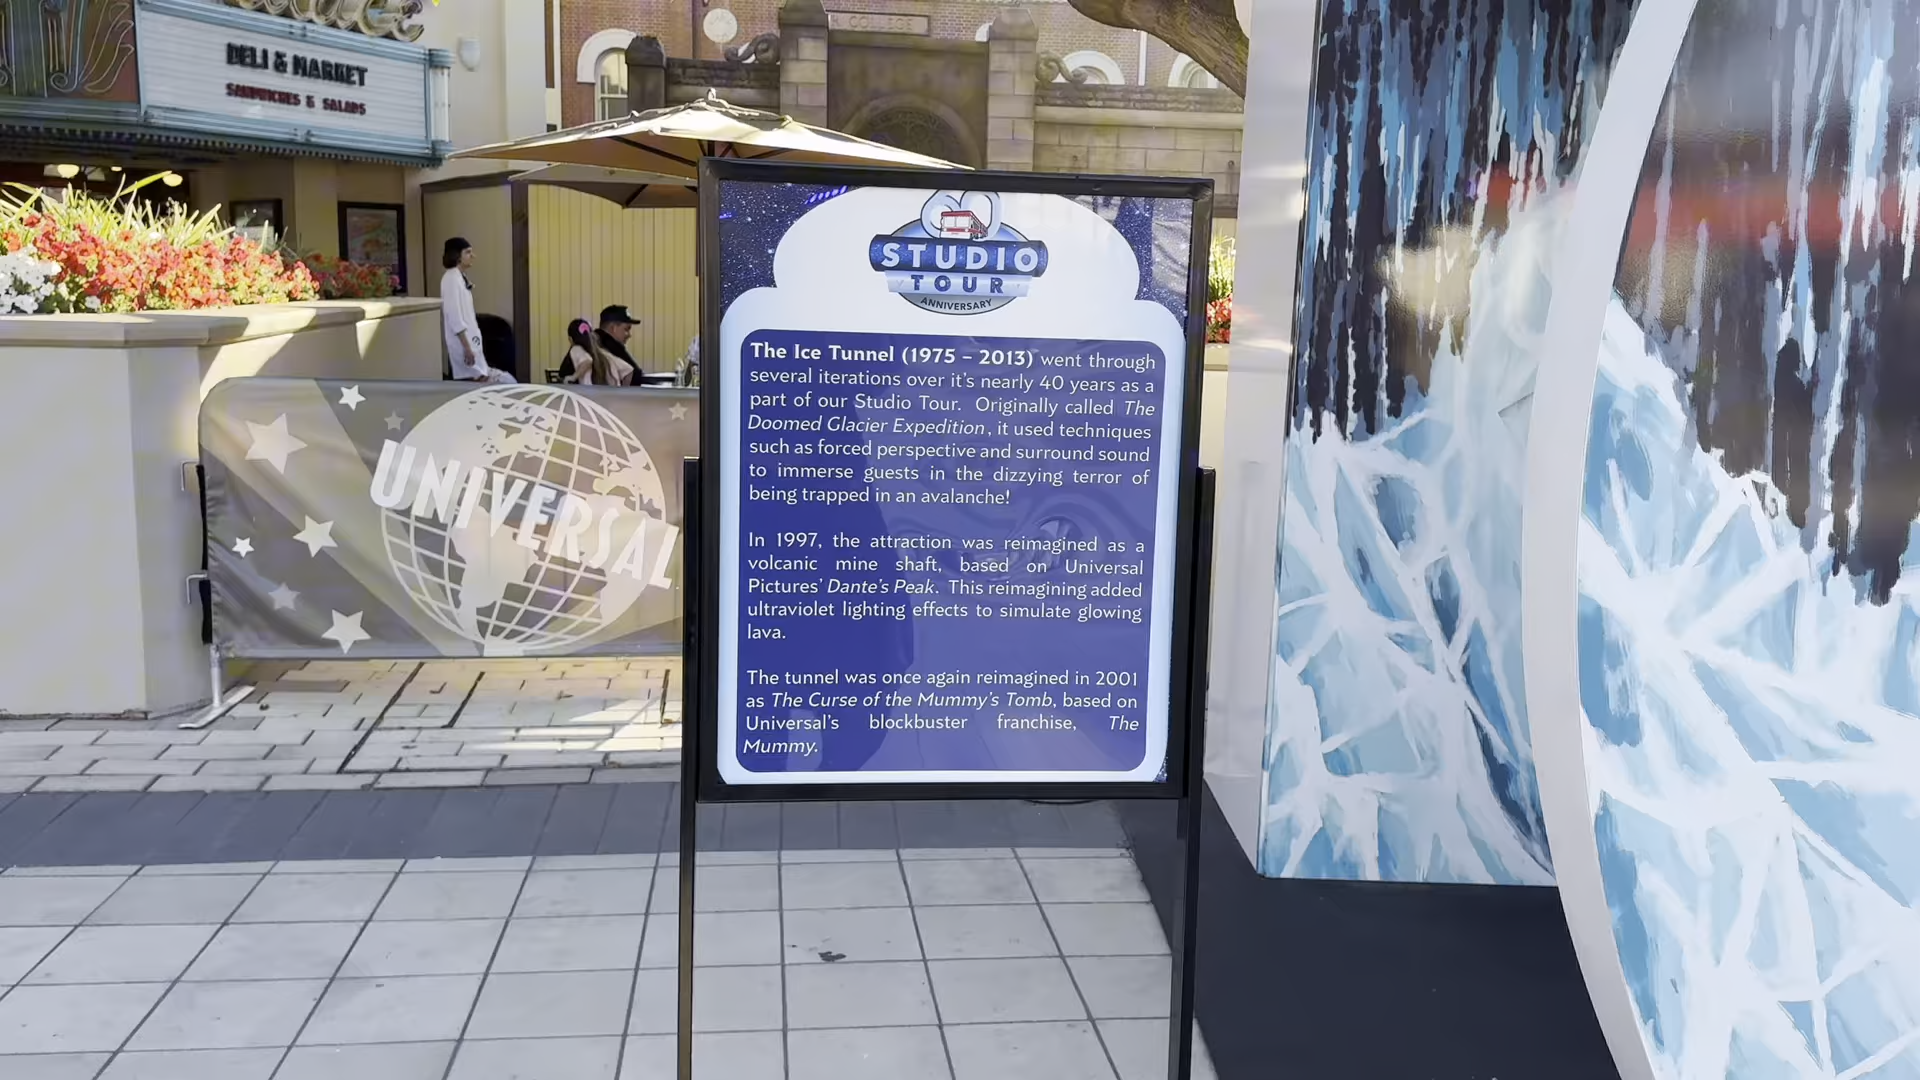 DELI & MARKET
SANDWICHES & SALADS
COLLEGE
60
STUDIO
TOUR
ANNIVERSARY
The Ice Tunnel (1975 – 2013) went through
several iterations over it's nearly 40 years as a
part of our Studio Tour. Originally called The
Doomed Glacier Expedition, it used techniques
such as forced perspective and surround sound
to immerse guests in the dizzying terror of
being trapped in an avalanche!
In 1997, the attraction was reimagined as a
volcanic mine shaft, based on Universal
Pictures' Dante's Peak. This reimagining added
ultraviolet lighting effects to simulate glowing
lava.
The tunnel was once again reimagined in 2001
as The Curse of the Mummy's Tomb, based on
Universal's blockbuster franchise, The
Mummy.
UNIVERSAL